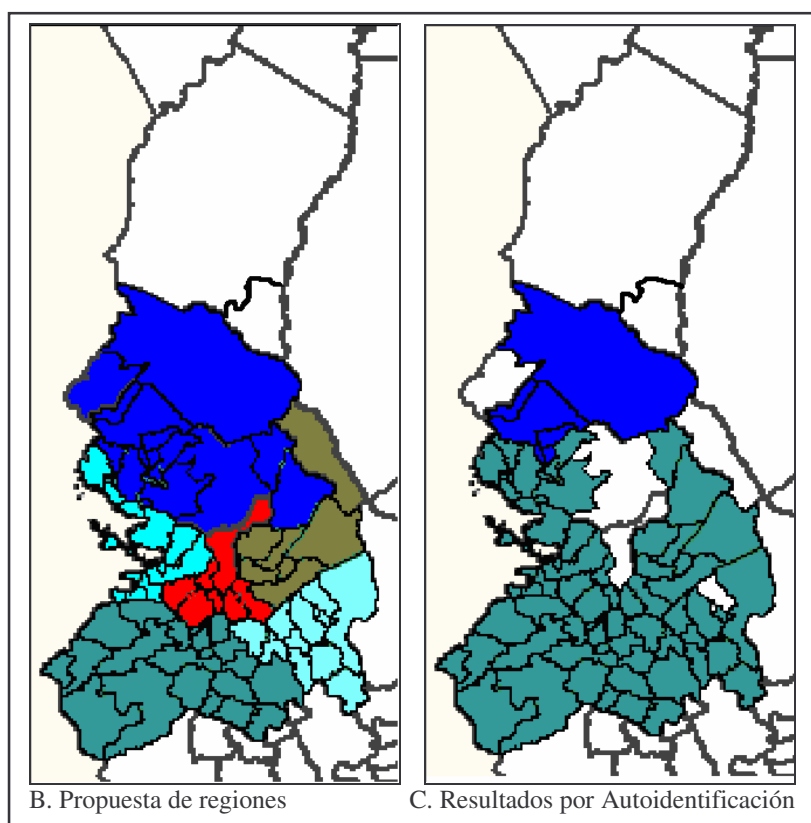 B. Propuesta de regiones
C. Resultados por Autoidentificación